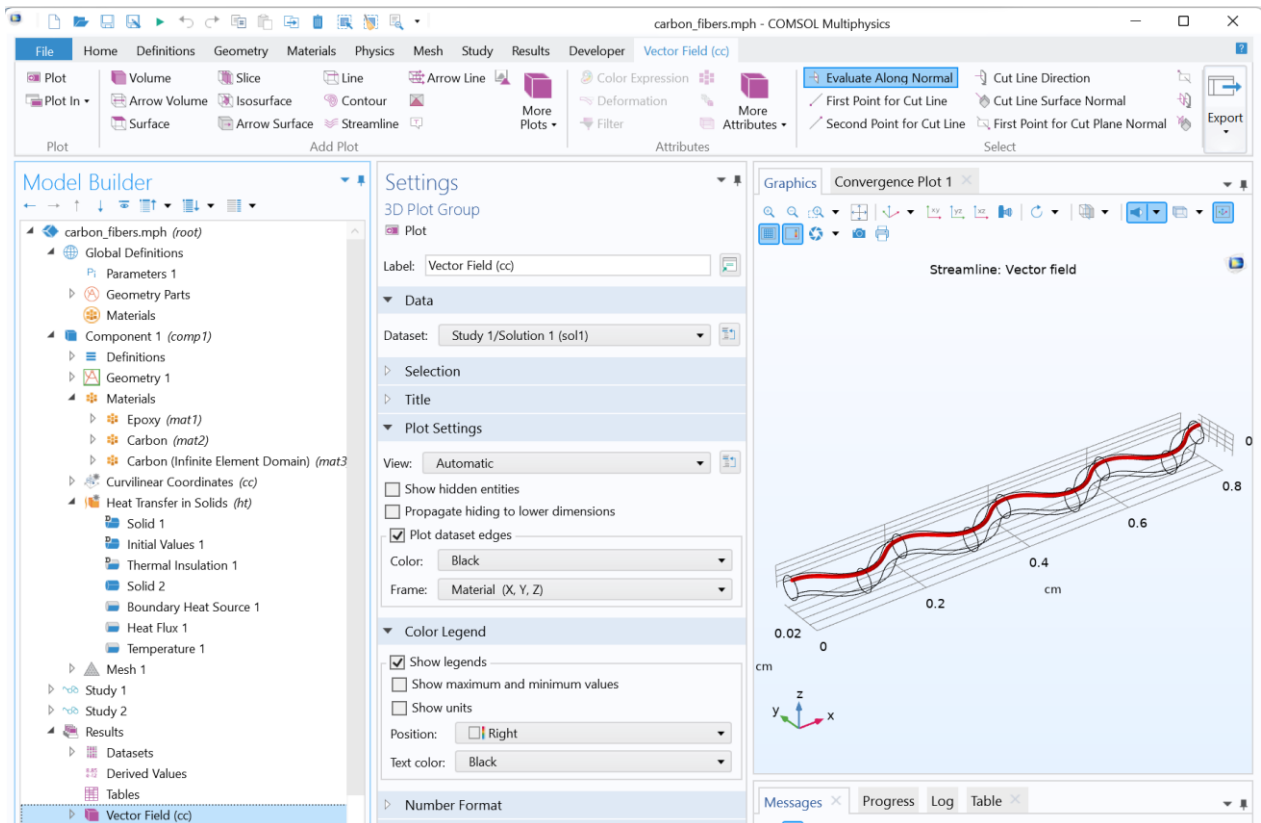 carbon_fibers.mph - COMSOL Multiphysics
File Home Definitions Geometry Materials Physics Mesh Study Results Developer Vector Field (cc)
Plot
Plot In
Plot
Volume Slice Line Arrow Line
Arrow Volume Isosurface Contour
Surface Arrow Surface Streamline
More
Plots
Add Plot
Color Expression
Deformation
Filter
More
Attributes
Attributes
Evaluate Along Normal Cut Line Direction
First Point for Cut Line Cut Line Surface Normal
Second Point for Cut Line First Point for Cut Plane Normal
Select
Export
Model Builder
carbon_fibers.mph (root)
Global Definitions
Pi Parameters 1
Geometry Parts
Materials
Component 1 (comp1)
Definitions
Geometry 1
Materials
Epoxy (mat1)
Carbon (mat2)
Carbon (Infinite Element Domain) (mat3
Curvilinear Coordinates (cc)
Heat Transfer in Solids (ht)
Solid 1
Initial Values 1
Thermal Insulation 1
Solid 2
Boundary Heat Source 1
Heat Flux 1
Temperature 1
Mesh 1
Study 1
Study 2
Results
Datasets
Derived Values
Tables
Vector Field (cc)
Settings
3D Plot Group
Plot
Label: Vector Field (cc)
Data
Dataset: Study 1/Solution 1 (sol1)
Selection
Title
Plot Settings
View: Automatic
Show hidden entities
Propagate hiding to lower dimensions
Plot dataset edges
Color: Black
Frame: Material (X, Y, Z)
Color Legend
Show legends
Show maximum and minimum values
Show units
Position: Right
Text color: Black
Number Format
Graphics Convergence Plot 1
xy yz xz
Streamline: Vector field
0
0.8
0.6
0.4
cm
0.2
0.02
0
cm
z
y x
Messages Progress Log Table